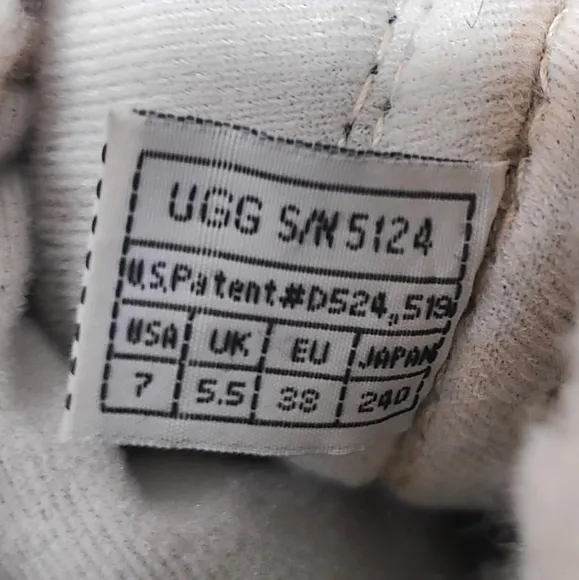 UGG S/N 5124
U.S.Patent#D524,519
USA UK EU JAPAN
7 5.5 38 240